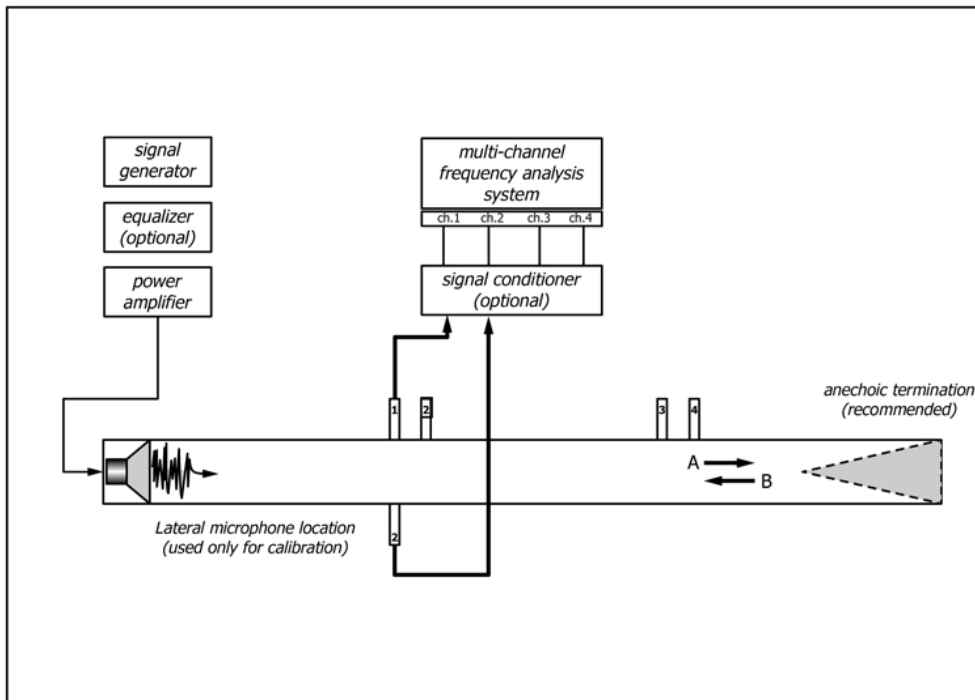 signal
generator
equalizer
(optional)
power
amplifier
multi-channel
frequency analysis
system
ch.1 ch.2 ch.3 ch.4
signal conditioner
(optional)
1 2 3 4
anechoic termination
(recommended)
A
B
Lateral microphone location
(used only for calibration)
2